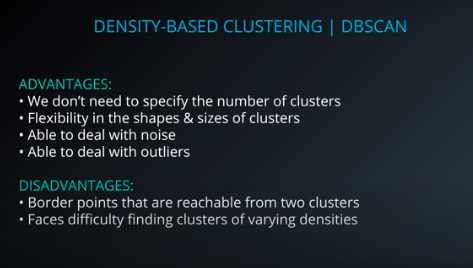 DENSITY-BASED CLUSTERING | DBSCAN
ADVANTAGES:
• We don't need to specify the number of clusters
• Flexibility in the shapes & sizes of clusters
• Able to deal with noise
• Able to deal with outliers
DISADVANTAGES:
• Border points that are reachable from two clusters
• Faces difficulty finding clusters of varying densities